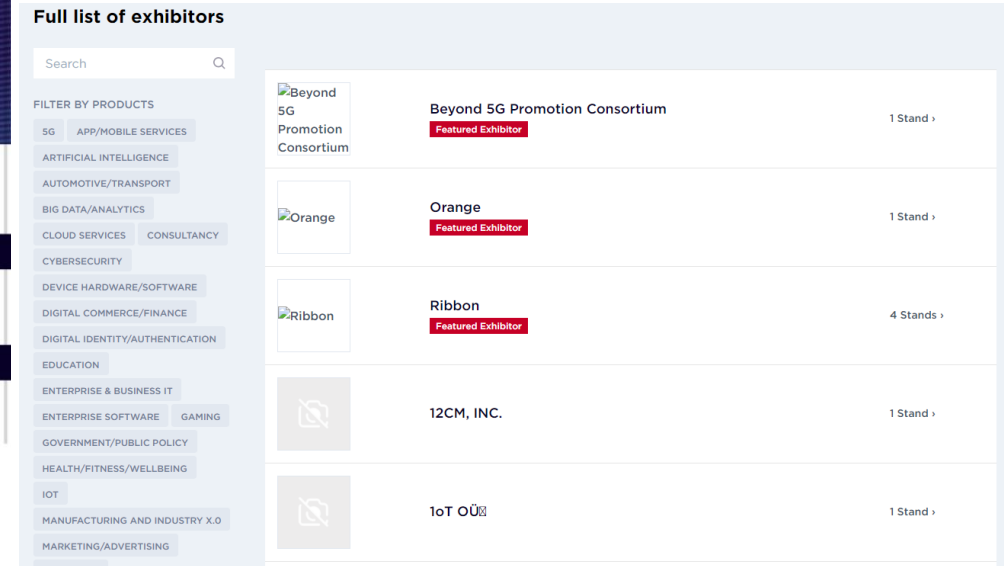 Full list of exhibitors
Search
FILTER BY PRODUCTS
5G APP/MOBILE SERVICES
ARTIFICIAL INTELLIGENCE
AUTOMOTIVE/TRANSPORT
BIG DATA/ANALYTICS
CLOUD SERVICES CONSULTANCY
CYBERSECURITY
DEVICE HARDWARE/SOFTWARE
DIGITAL COMMERCE/FINANCE
DIGITAL IDENTITY/AUTHENTICATION
EDUCATION
ENTERPRISE & BUSINESS IT
ENTERPRISE SOFTWARE GAMING
GOVERNMENT/PUBLIC POLICY
HEALTH/FITNESS/WELLBEING
IOT
MANUFACTURING AND INDUSTRY X.0
MARKETING/ADVERTISING
Beyond
5G
Promotion
Consortium
Beyond 5G Promotion Consortium
Featured Exhibitor
1 Stand ›
Orange
Orange
Featured Exhibitor
1 Stand ›
Ribbon
Ribbon
Featured Exhibitor
4 Stands ›
12CM, INC.
1 Stand ›
1oT OÜ
1 Stand ›